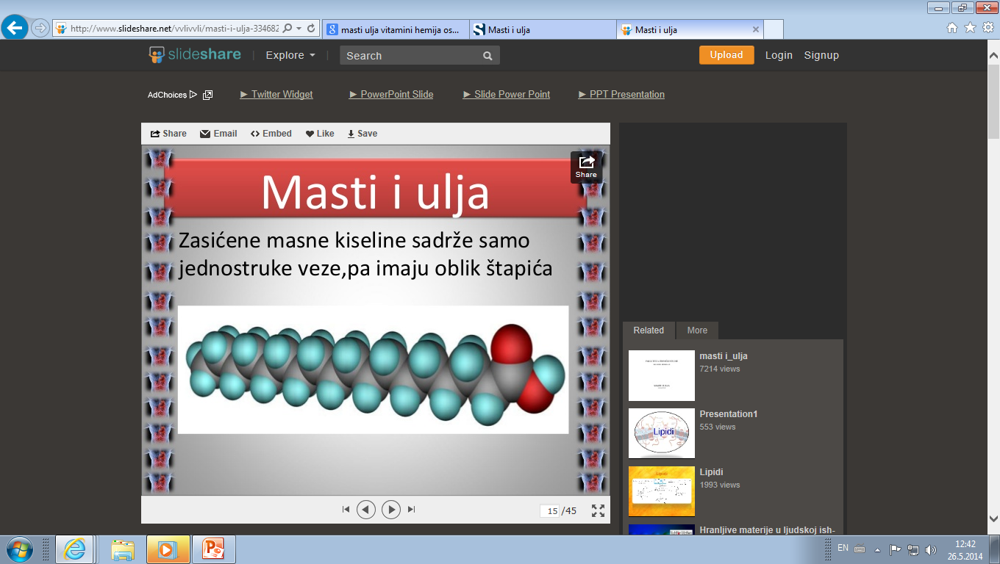 http://www.slideshare.net/vvlivvli/masti-i-ulja-334682
masti ulja vitamini hemija os...
Masti i ulja
Masti i ulja
slideshare
Explore
Search
Upload
Login
Signup
AdChoices
► Twitter Widget
► PowerPoint Slide
► Slide Power Point
► PPT Presentation
Share
Email
Embed
Like
Save
Share
Masti i ulja
Zasićene masne kiseline sadrže samo
jednostruke veze,pa imaju oblik štapića
15 /45
Related
More
masti i_ulja
7214 views
Presentation1
553 views
Lipidi
Lipidi
1993 views
Hranljive materije u ljudskoj ish-
EN
12:42
26.5.2014